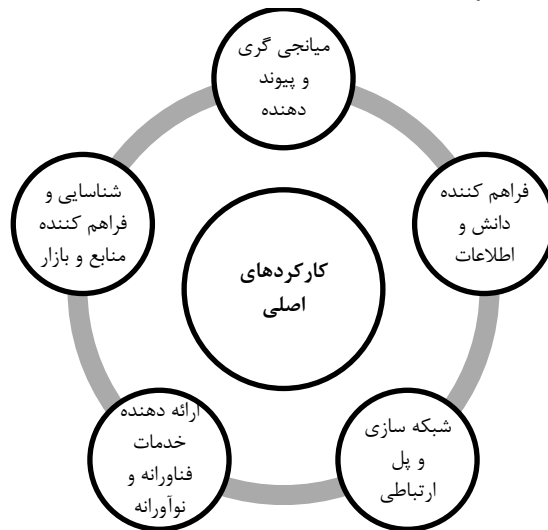 میانجی گری
و پیوند
دهنده
فراهم کننده
دانش و
اطلاعات
شبکه سازی
و پل
ارتباطی
ارائه دهنده
خدمات
فناورانه و
نوآورانه
شناسایی و
فراهم کننده
منابع و بازار
کارکردهای
اصلی